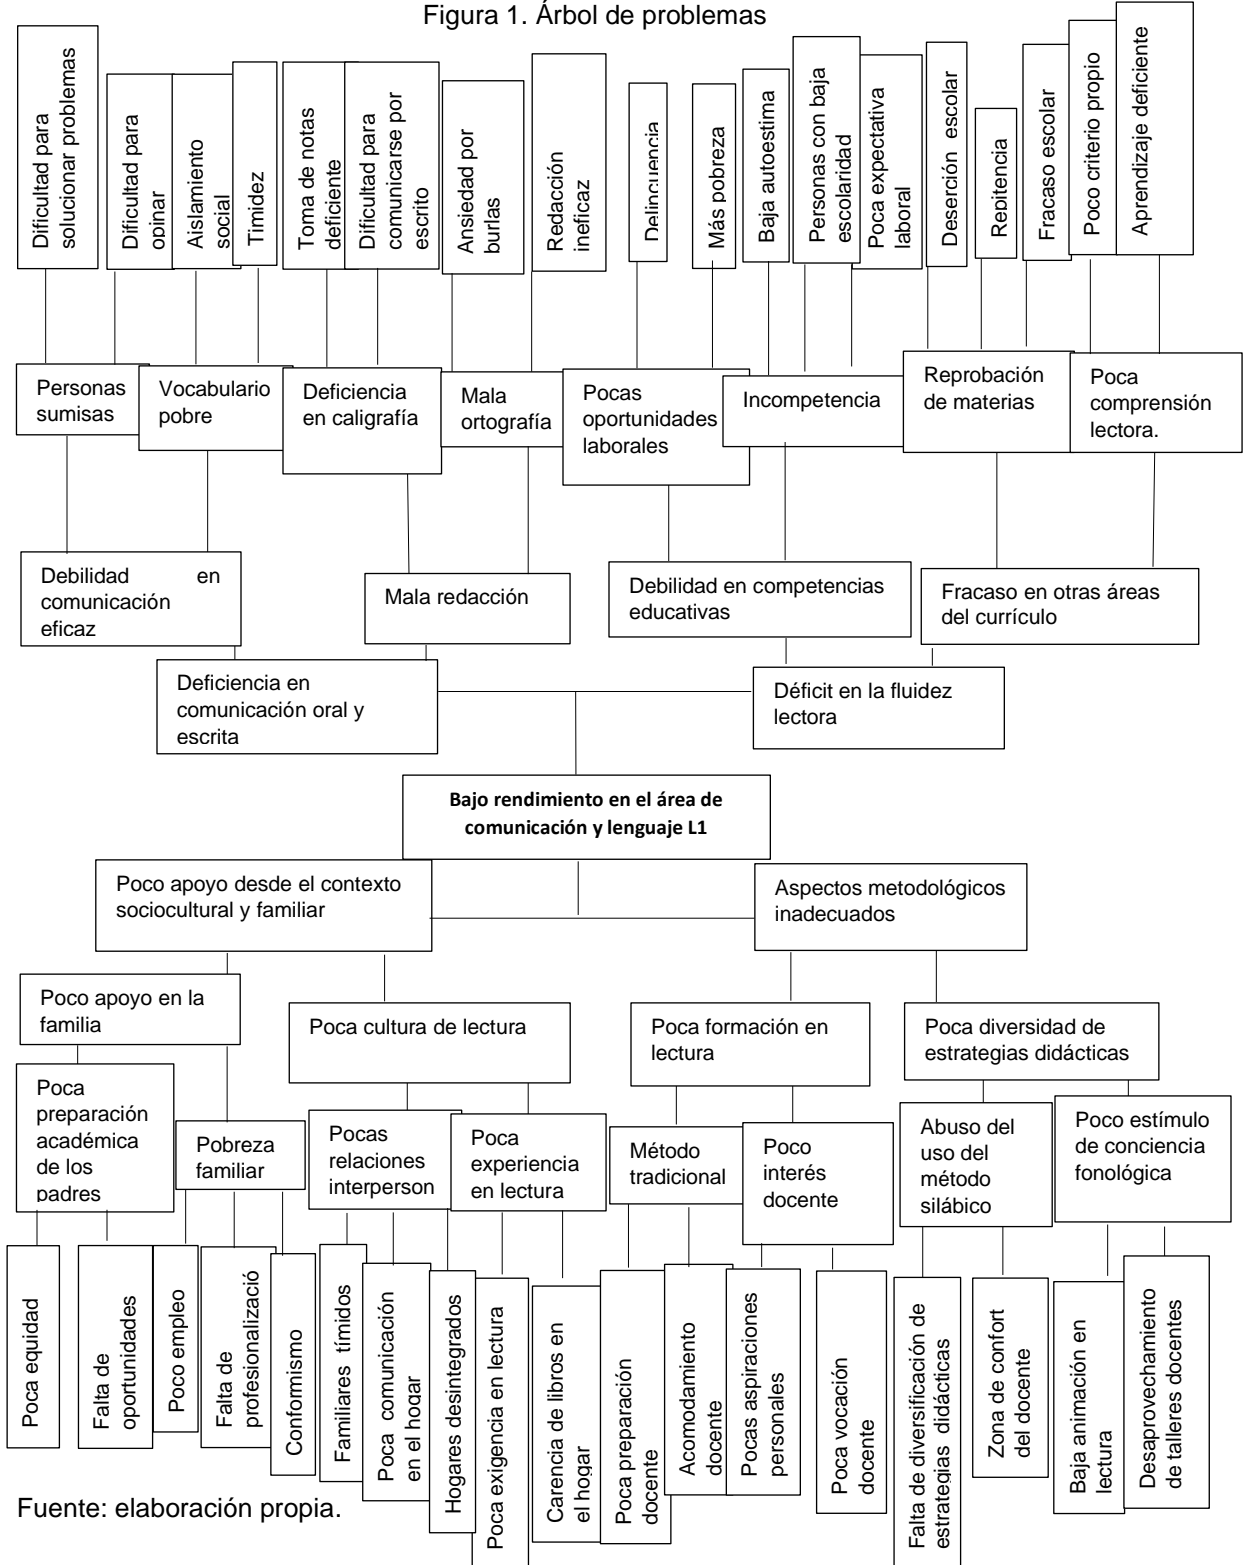 Figura 1. Árbol de problemas
Dificultad para
solucionar problemas
Dificultad para
opinar
Aislamiento
social
Timidez
Toma de notas
deficiente
Dificultad para
comunicarse por
escrito
Ansiedad por
burlas
Redacción
ineficaz
Delincuencia
Más pobreza
Baja autoestima
Personas con baja
escolaridad
Poca expectativa
laboral
Deserción escolar
Repitencia
Fracaso escolar
Poco criterio propio
Aprendizaje deficiente
Personas
sumisas
Vocabulario
pobre
Deficiencia
en caligrafía
Mala
ortografía
Pocas
oportunidades
laborales
Incompetencia
Reprobación
de materias
Poca
comprensión
lectora.
Debilidad en
comunicación
eficaz
Mala redacción
Debilidad en competencias
educativas
Fracaso en otras áreas
del currículo
Deficiencia en
comunicación oral y
escrita
Déficit en la fluidez
lectora
Bajo rendimiento en el área de
comunicación y lenguaje L1
Poco apoyo desde el contexto
sociocultural y familiar
Aspectos metodológicos
inadecuados
Poco apoyo en la
familia
Poca cultura de lectura
Poca formación en
lectura
Poca diversidad de
estrategias didácticas
Poca
preparación
académica
de los
padres
Pobreza
familiar
Pocas
relaciones
interperson
Poca
experiencia
en lectura
Método
tradicional
Poco
interés
docente
Abuso del
uso del
método
silábico
Poco estímulo
de conciencia
fonológica
Poca equidad
Falta de
oportunidades
Poco empleo
Falta de
profesionalizació
Conformismo
Familiares tímidos
Poca comunicación
en el hogar
Hogares desintegrados
Poca exigencia en lectura
Carencia de libros en
el hogar
Poca preparación
docente
Acomodamiento
docente
Pocas aspiraciones
personales
Poca vocación
docente
Falta de diversificación de
estrategias didácticas
Zona de confort
del docente
Baja animación en
lectura
Desaprovechamiento
de talleres docentes
Fuente: elaboración propia.